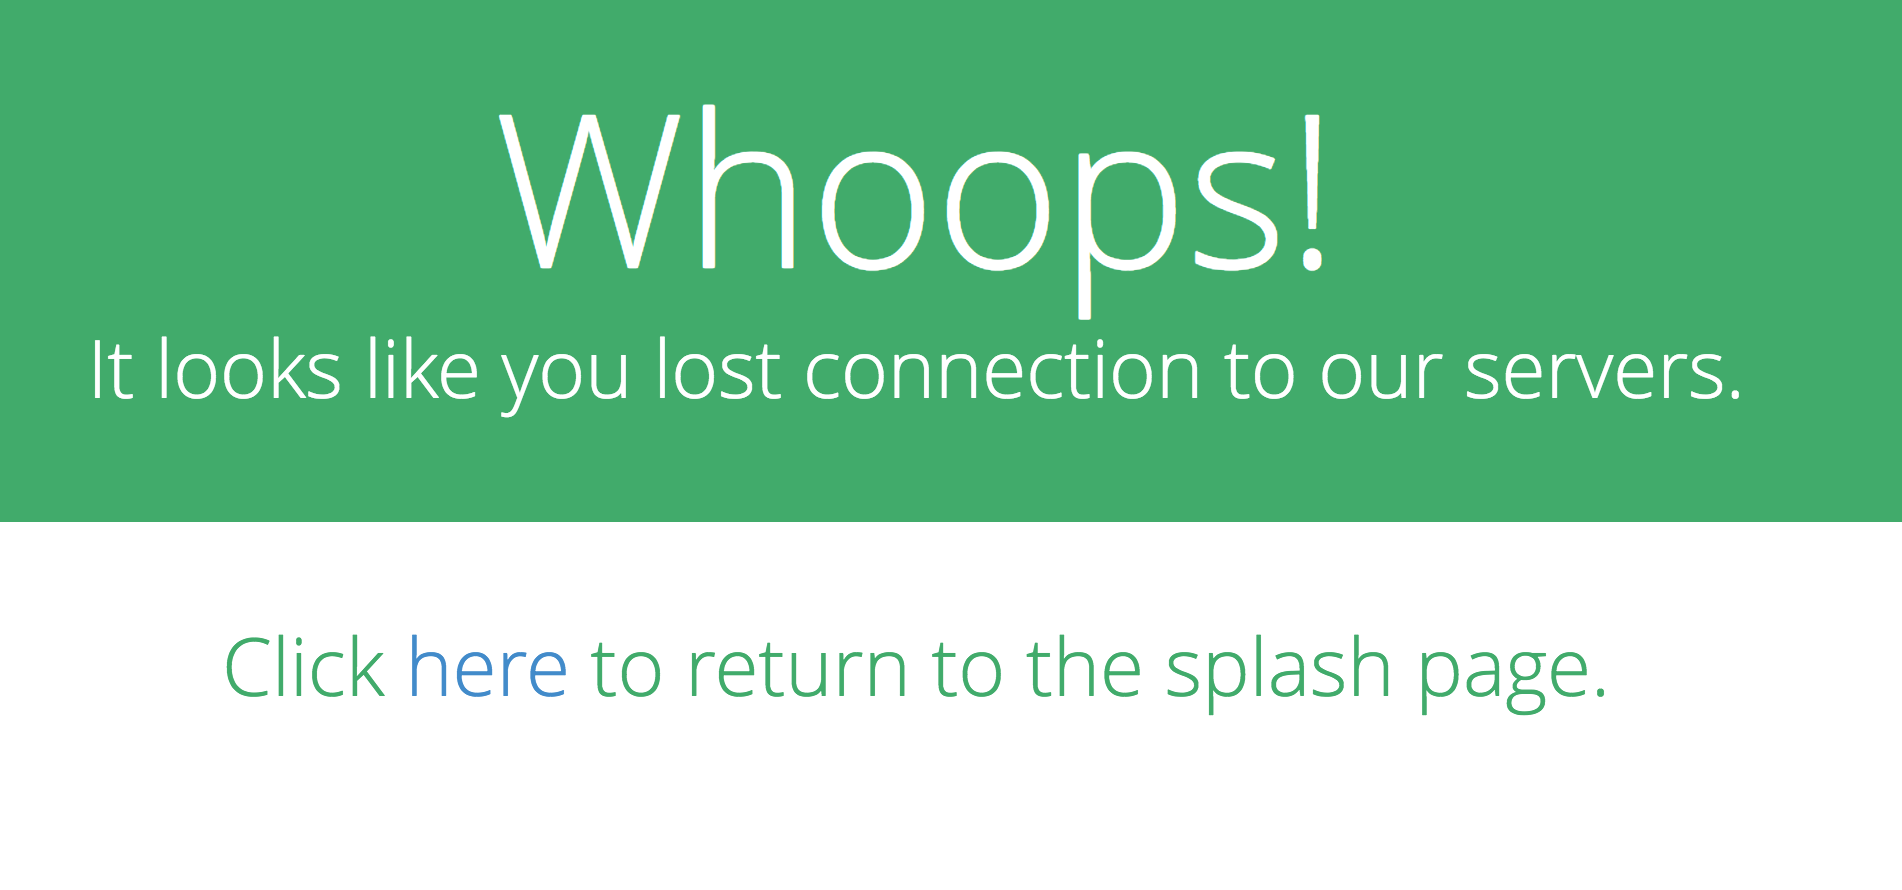 Whoops!
It looks like you lost connection to our servers.
Click here to return to the splash page.